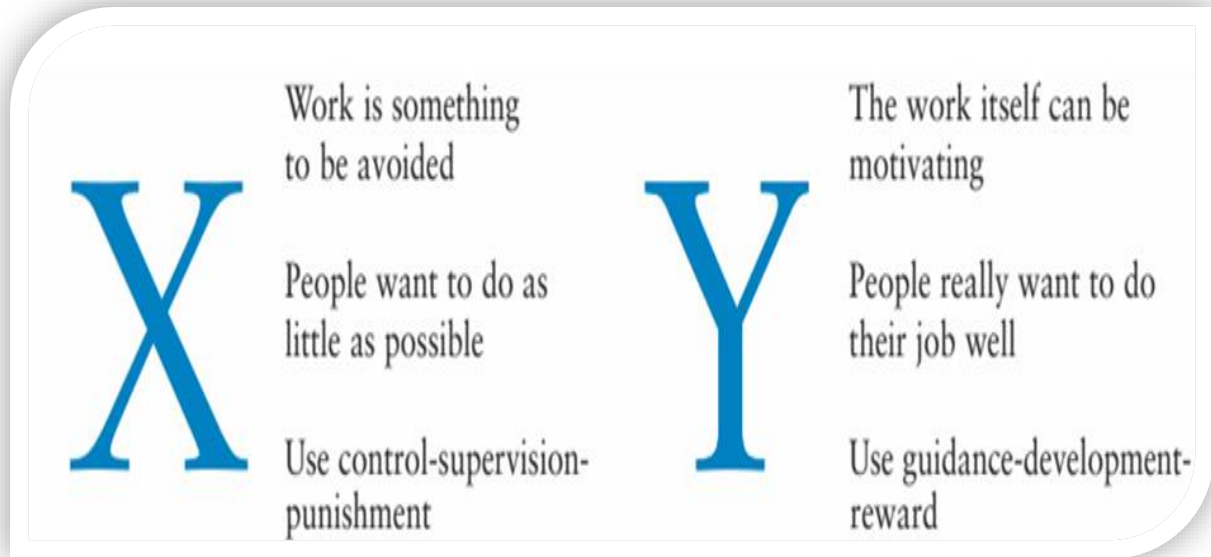 X
Work is something
to be avoided
People want to do as
little as possible
Use control-supervision-
punishment
Y
The work itself can be
motivating
People really want to do
their job well
Use guidance-development-
reward